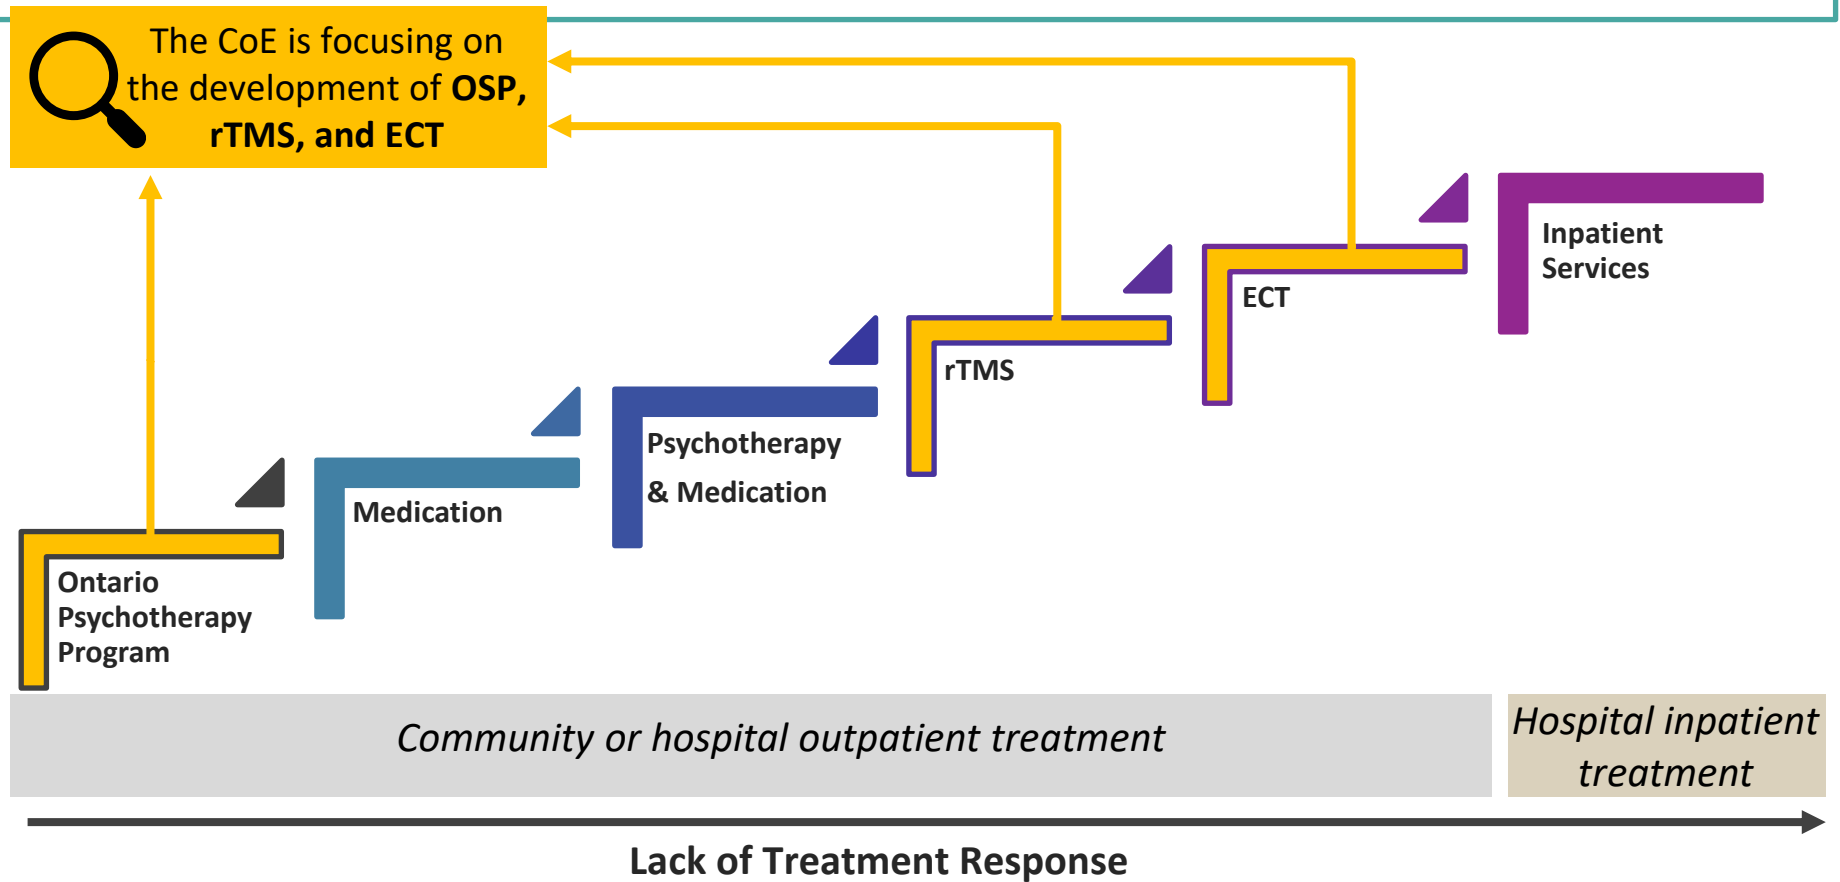 The CoE is focusing on
the development of OSP,
rTMS, and ECT
Inpatient
Services
ECT
rTMS
Psychotherapy
& Medication
Medication
Ontario
Psychotherapy
Program
Community or hospital outpatient treatment
Hospital inpatient
treatment
Lack of Treatment Response